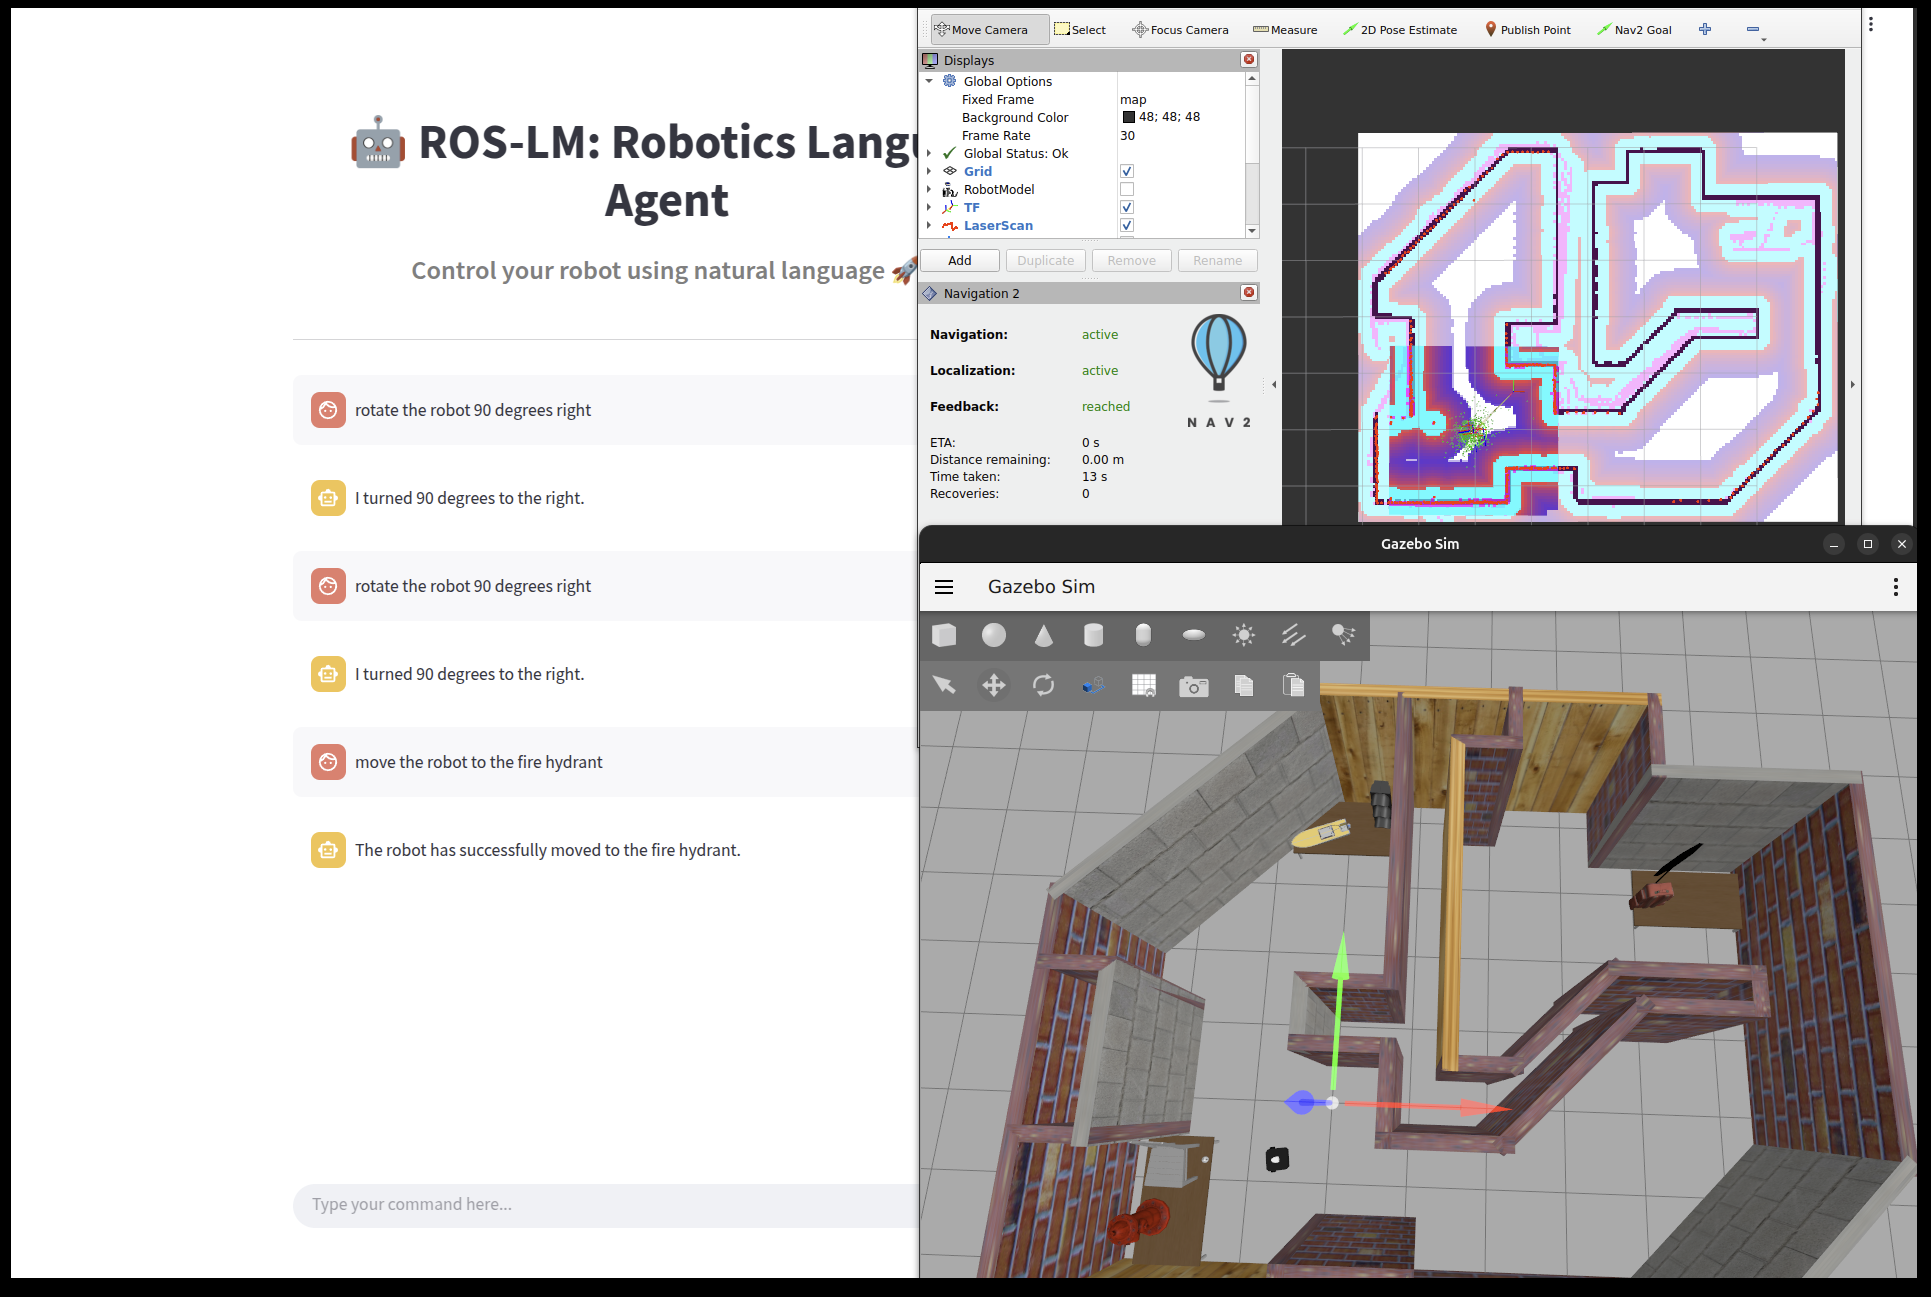 🤖 ROS-LM: Robotics Langu
Agent
Control your robot using natural language 🚀
rotate the robot 90 degrees right
I turned 90 degrees to the right.
rotate the robot 90 degrees right
I turned 90 degrees to the right.
move the robot to the fire hydrant
The robot has successfully moved to the fire hydrant.
Type your command here...
Move Camera
Select
Focus Camera
Measure
2D Pose Estimate
Publish Point
Nav2 Goal
Displays
Global Options
Fixed Frame map
Background Color 48; 48; 48
Frame Rate 30
Global Status: Ok
Grid
RobotModel
TF
LaserScan
Add
Duplicate
Remove
Rename
Navigation 2
Navigation: active
Localization: active
Feedback: reached
ETA: 0 s
Distance remaining: 0.00 m
Time taken: 13 s
Recoveries: 0
NAV2
Gazebo Sim
Gazebo Sim